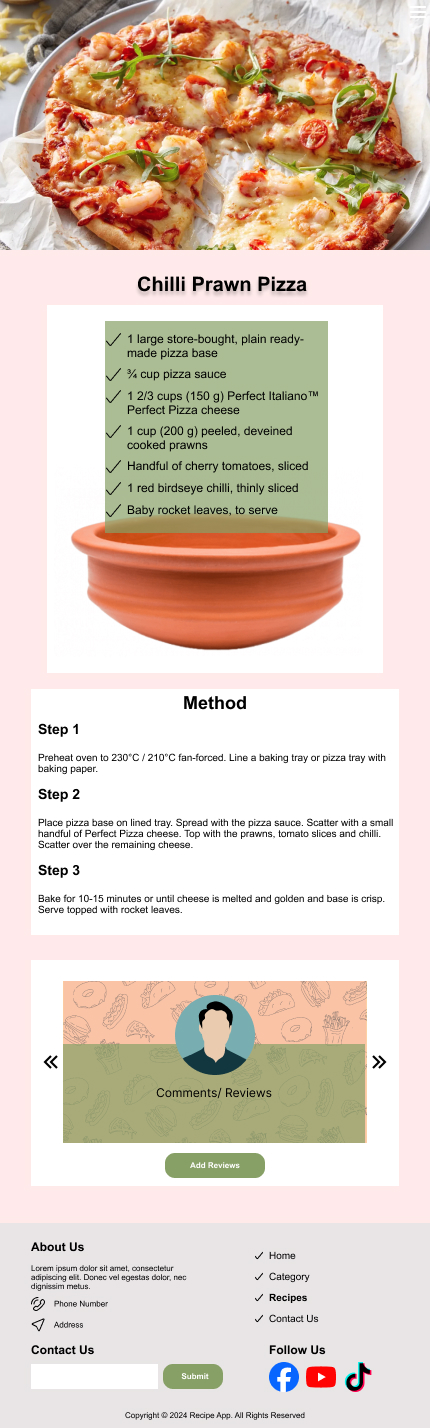 Chilli Prawn Pizza
1 large store-bought, plain ready-
made pizza base
¾ cup pizza sauce
1 2/3 cups (150 g) Perfect Italiano™
Perfect Pizza cheese
1 cup (200 g) peeled, deveined
cooked prawns
Handful of cherry tomatoes, sliced
1 red birdseye chilli, thinly sliced
Baby rocket leaves, to serve
Method
Step 1
Preheat oven to 230°C / 210°C fan-forced. Line a baking tray or pizza tray with
baking paper.
Step 2
Place pizza base on lined tray. Spread with the pizza sauce. Scatter with a small
handful of Perfect Pizza cheese. Top with the prawns, tomato slices and chilli.
Scatter over the remaining cheese.
Step 3
Bake for 10-15 minutes or until cheese is melted and golden and base is crisp.
Serve topped with rocket leaves.
Comments/ Reviews
Add Reviews
About Us
Lorem ipsum dolor sit amet, consectetur
adipiscing elit. Donec vel egestas dolor, nec
dignissim metus.
Phone Number
Address
Home
Category
Recipes
Contact Us
Contact Us
Submit
Follow Us
Copyright © 2024 Recipe App. All Rights Reserved